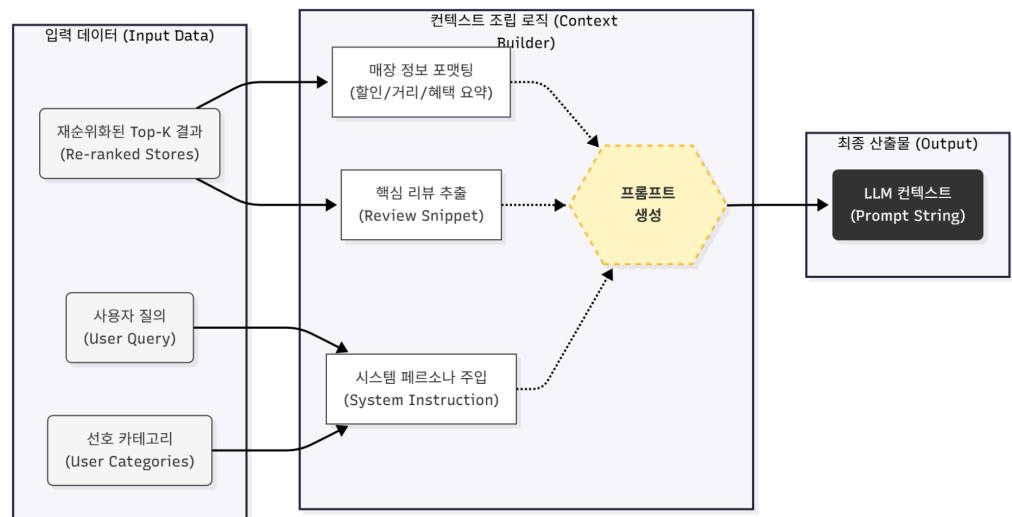 입력 데이터 (Input Data)
재순위화된 Top-K 결과
(Re-ranked Stores)
사용자 질의
(User Query)
선호 카테고리
(User Categories)
컨텍스트 조립 로직 (Context
Builder)
매장 정보 포맷팅
(할인/거리/혜택 요약)
핵심 리뷰 추출
(Review Snippet)
시스템 페르소나 주입
(System Instruction)
프롬프트
생성
최종 산출물 (Output)
LLM 컨텍스트
(Prompt String)